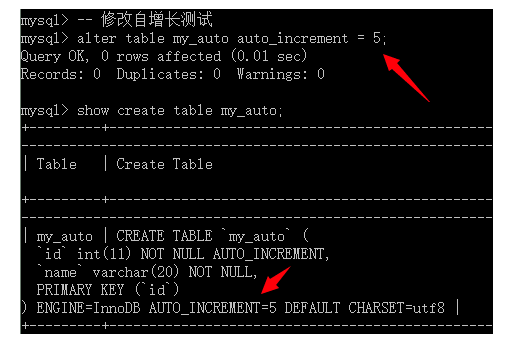 mysql> -- 修改自增长测试
mysql> alter table my_auto auto_increment = 5;
Query OK, 0 rows affected (0.01 sec)
Records: 0  Duplicates: 0  Warnings: 0
mysql> show create table my_auto;
+---------+------------------------------------------------
-----------------------------------------------------------
| Table   | Create Table
+---------+------------------------------------------------
-----------------------------------------------------------
| my_auto | CREATE TABLE `my_auto` (
  `id` int(11) NOT NULL AUTO_INCREMENT,
  `name` varchar(20) NOT NULL,
  PRIMARY KEY (`id`)
) ENGINE=InnoDB AUTO_INCREMENT=5 DEFAULT CHARSET=utf8 |
+---------+------------------------------------------------